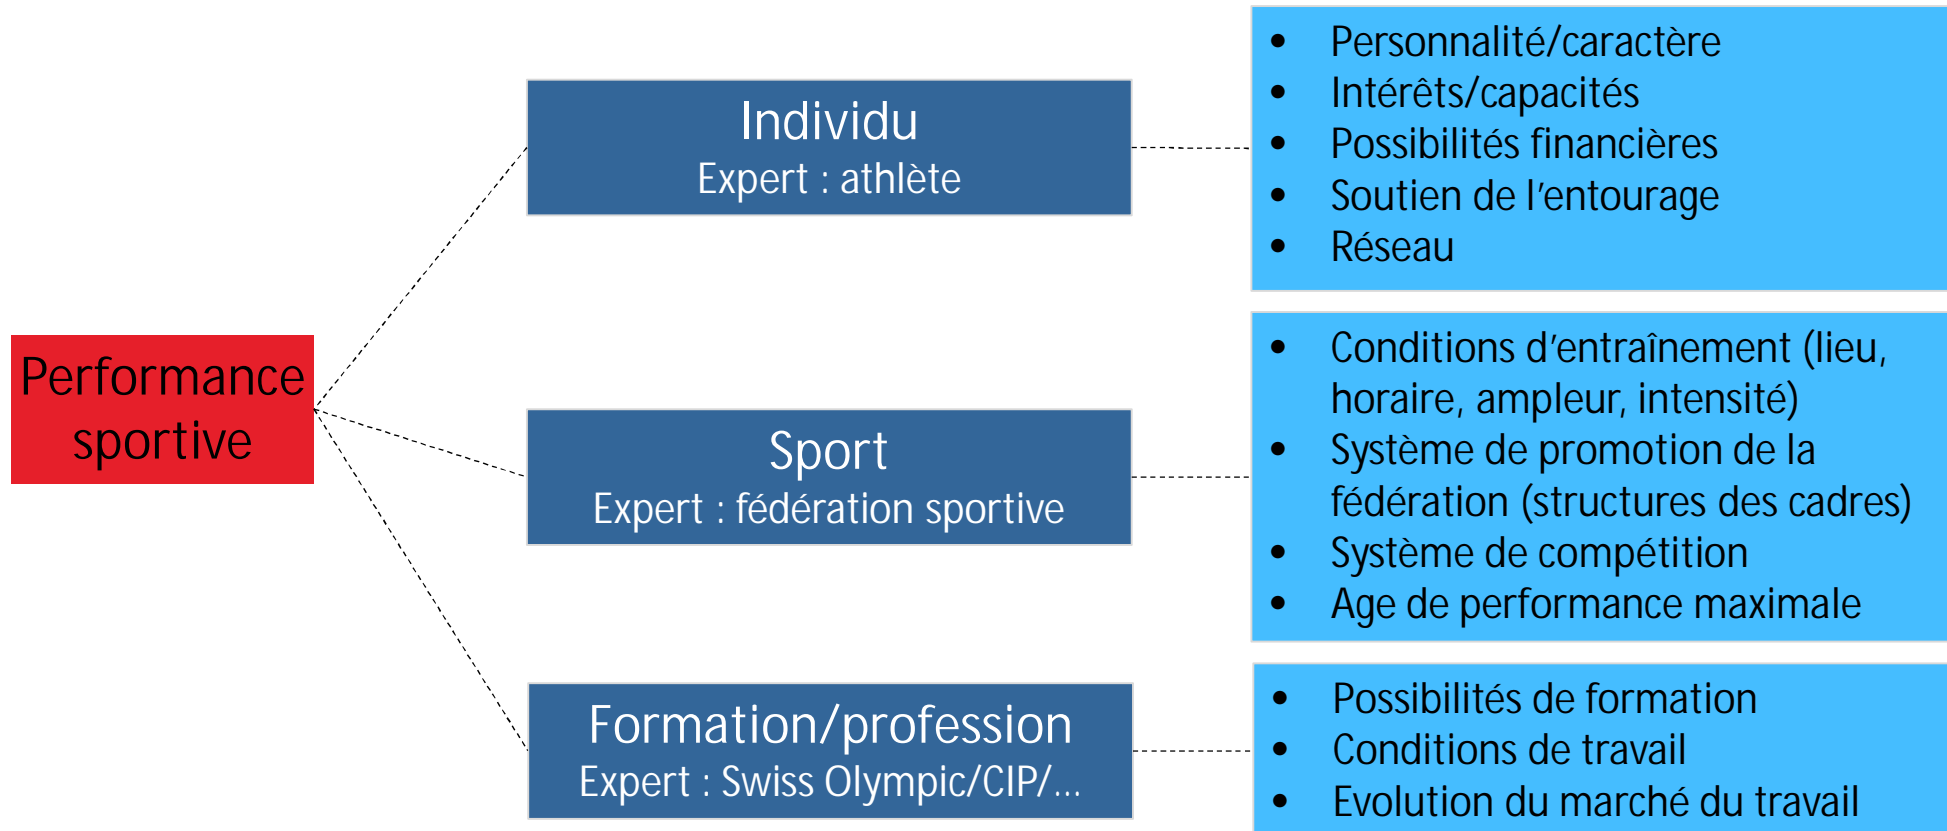 Performance
sportive
Individu
Expert : athlète
• Personnalité/caractère
• Intérêts/capacités
• Possibilités financières
• Soutien de l’entourage
• Réseau
Sport
Expert : fédération sportive
• Conditions d’entraînement (lieu,
horaire, ampleur, intensité)
• Système de promotion de la
fédération (structures des cadres)
• Système de compétition
• Age de performance maximale
Formation/profession
Expert : Swiss Olympic/CIP/...
• Possibilités de formation
• Conditions de travail
• Evolution du marché du travail